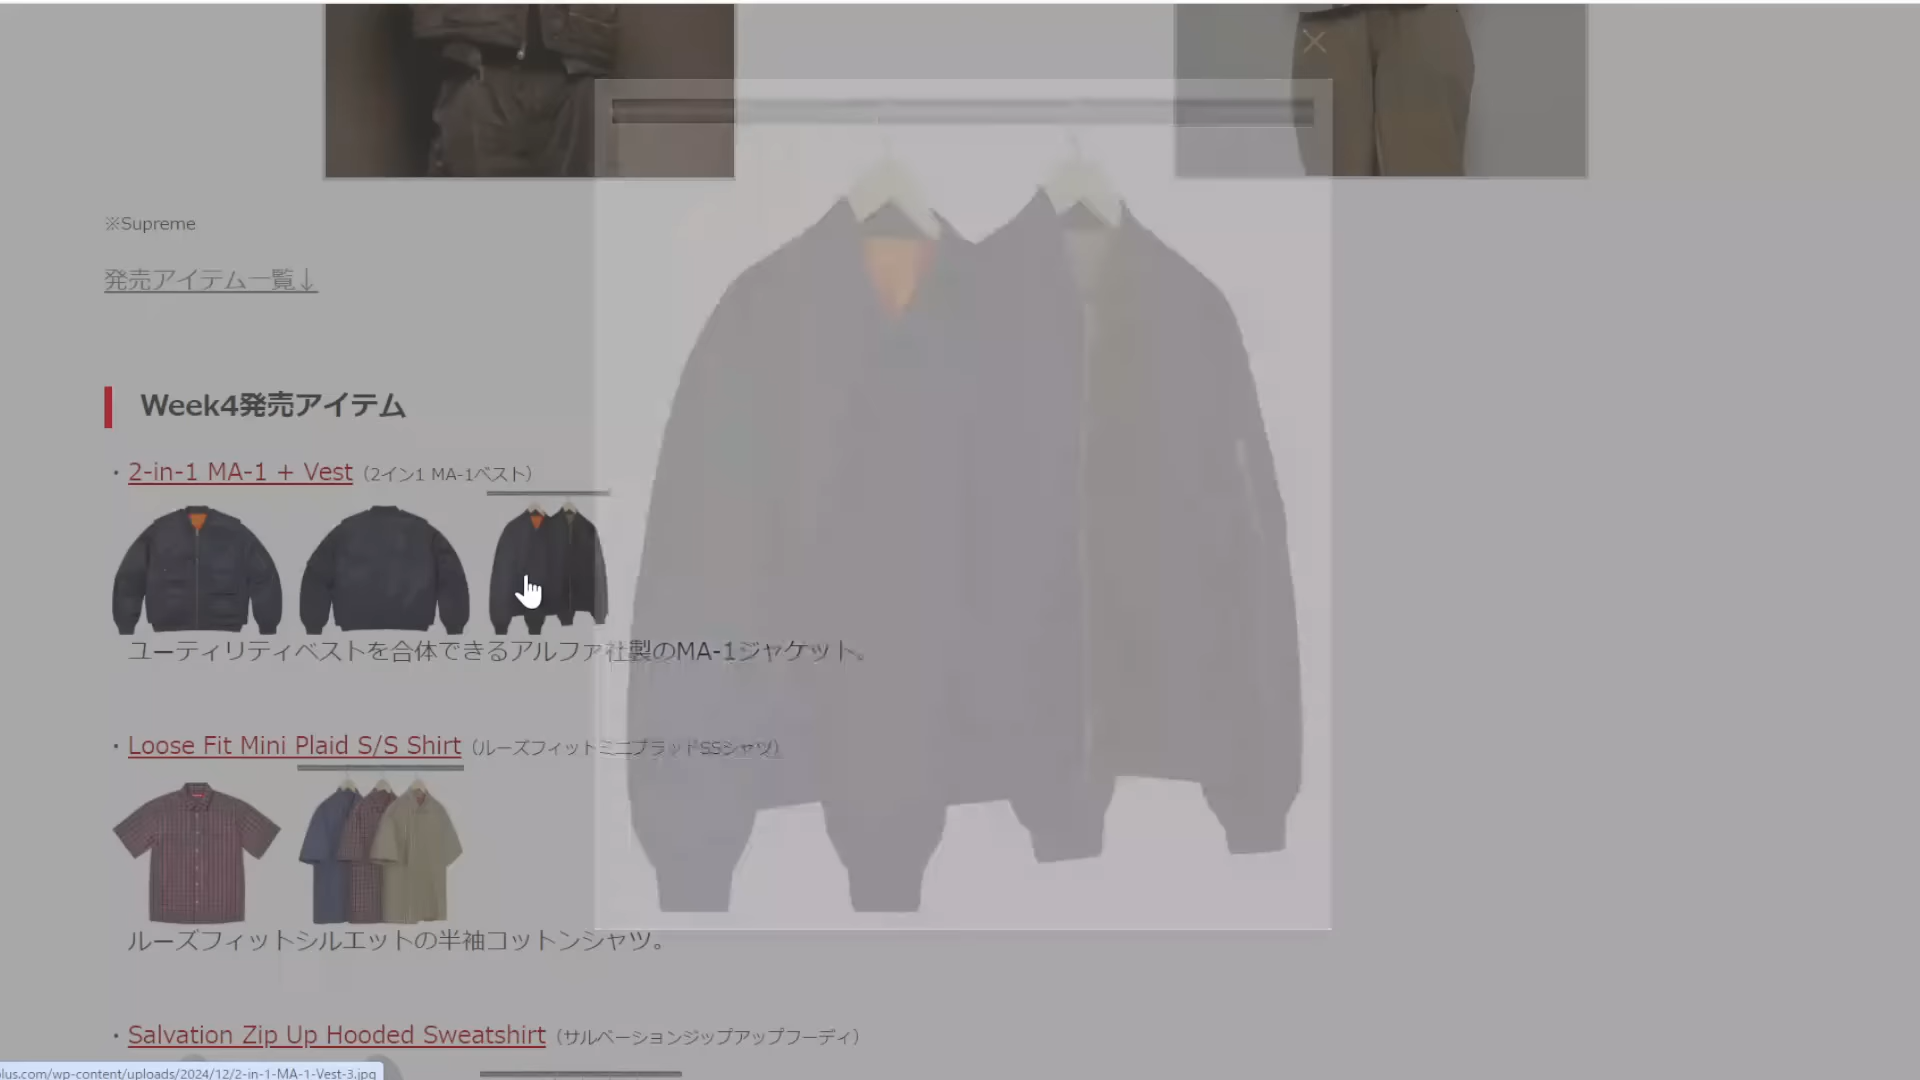 ※Supreme
発売アイテム一覧↓
Week4発売アイテム
・2-in-1 MA-1 + Vest（2イン1 MA-1ベスト）
ユーティリティベストを合体できるアルファ社製のMA-1ジャケット。
・Loose Fit Mini Plaid S/S Shirt（ルーズフィットミニプラッドSSシャツ）
ルーズフィットシルエットの半袖コットンシャツ。
・Salvation Zip Up Hooded Sweatshirt（サルベーションジップアップフーディ）
plus.com/wp-content/uploads/2024/12/2-in-1-MA-1-Vest-3.jpg